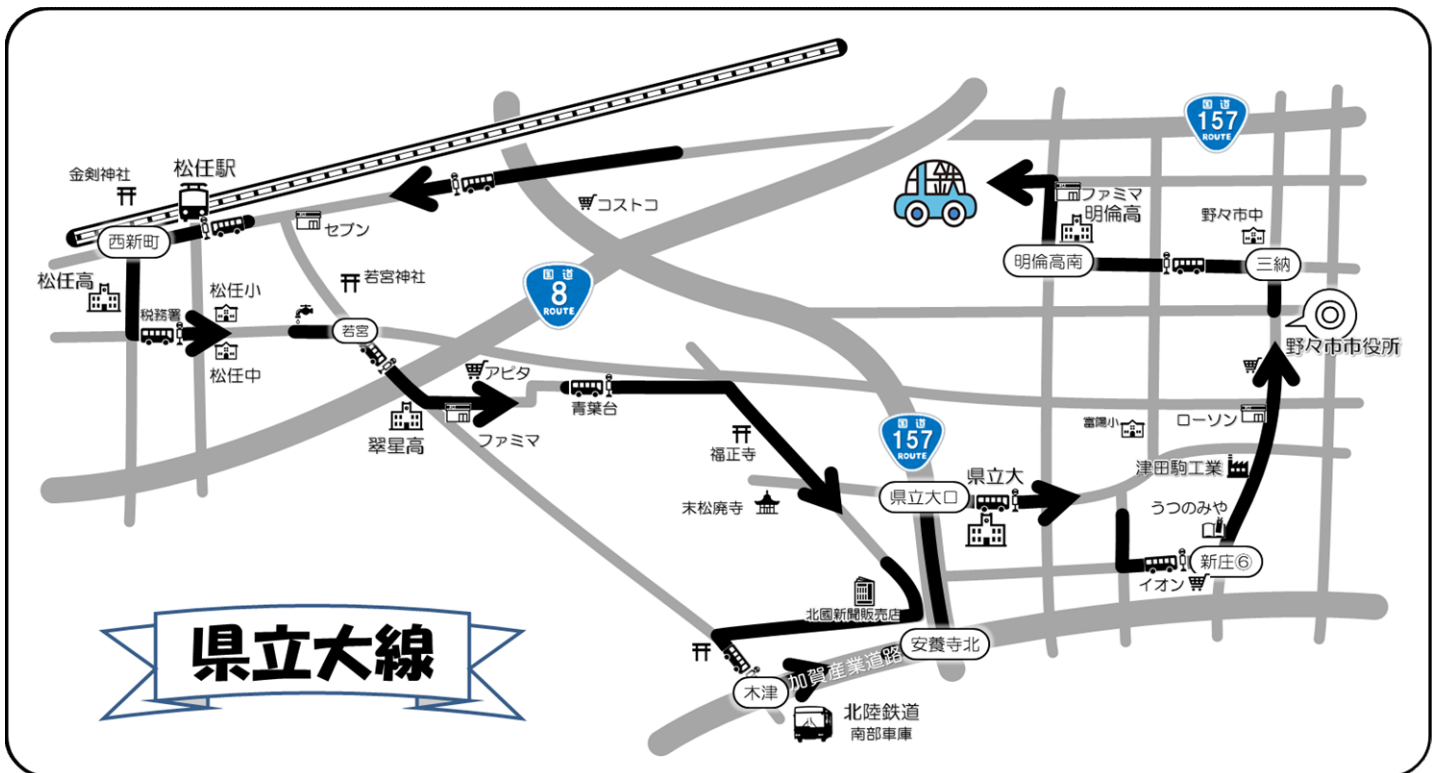 国道
157
ROUTE
松任駅
金剣神社
ファミマ
明倫高
コストコ
野々市中
セブン
西新町
明倫高南
三納
松任高
若宮神社
国道
8
ROUTE
松任小
税務署
若宮
野々市市役所
松任中
アピタ
青葉台
ローソン
富陽小
翠星高
ファミマ
国道
157
ROUTE
福正寺
津田駒工業
県立大
県立大口
末松廃寺
うつのみや
新庄⑥
イオン
北國新聞販売店
安養寺北
県立大線
加賀産業道路
木津
北陸鉄道
南部車庫